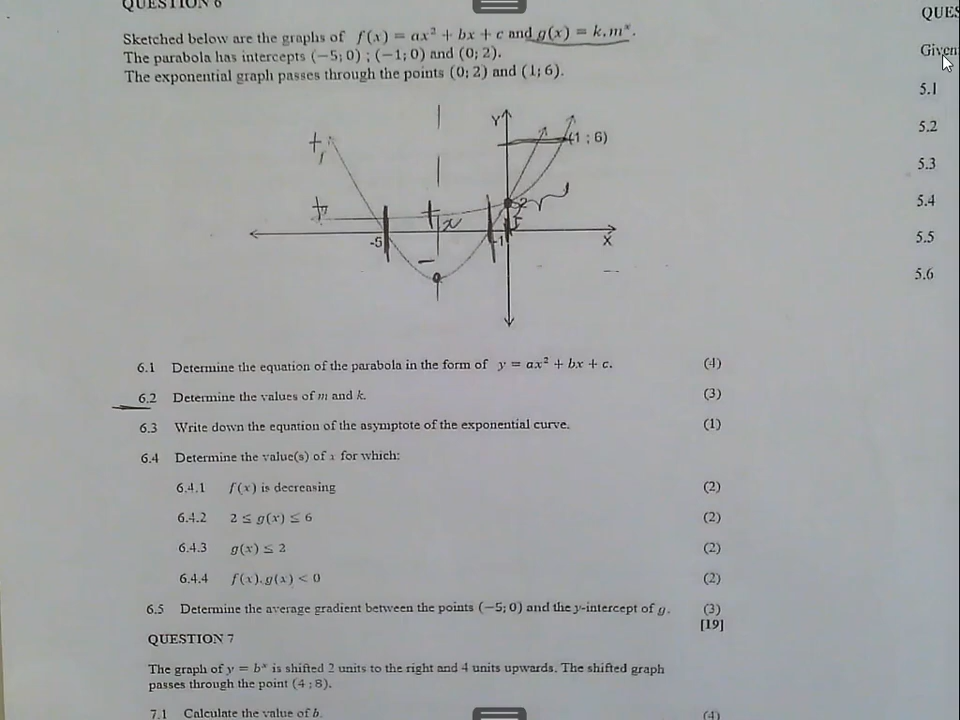 QUESTION 6
Sketched below are the graphs of f(x) = ax² + bx + c and g(x) = k.mˣ.
The parabola has intercepts (−5; 0) ; (−1; 0) and (0; 2).
The exponential graph passes through the points (0; 2) and (1; 6).
Y
(1 ; 6)
2
x
-5
-1
X
6.1 Determine the equation of the parabola in the form of y = ax² + bx + c. (4)
6.2 Determine the values of m and k. (3)
6.3 Write down the equation of the asymptote of the exponential curve. (1)
6.4 Determine the value(s) of x for which:
6.4.1 f(x) is decreasing (2)
6.4.2 2 ≤ g(x) ≤ 6 (2)
6.4.3 g(x) ≤ 2 (2)
6.4.4 f(x).g(x) < 0 (2)
6.5 Determine the average gradient between the points (−5; 0) and the y-intercept of g. (3)
[19]
QUESTION 7
The graph of y = bˣ is shifted 2 units to the right and 4 units upwards. The shifted graph
passes through the point (4 ; 8).
7.1 Calculate the value of b. (4)
QUES
Given
5.1
5.2
5.3
5.4
5.5
5.6